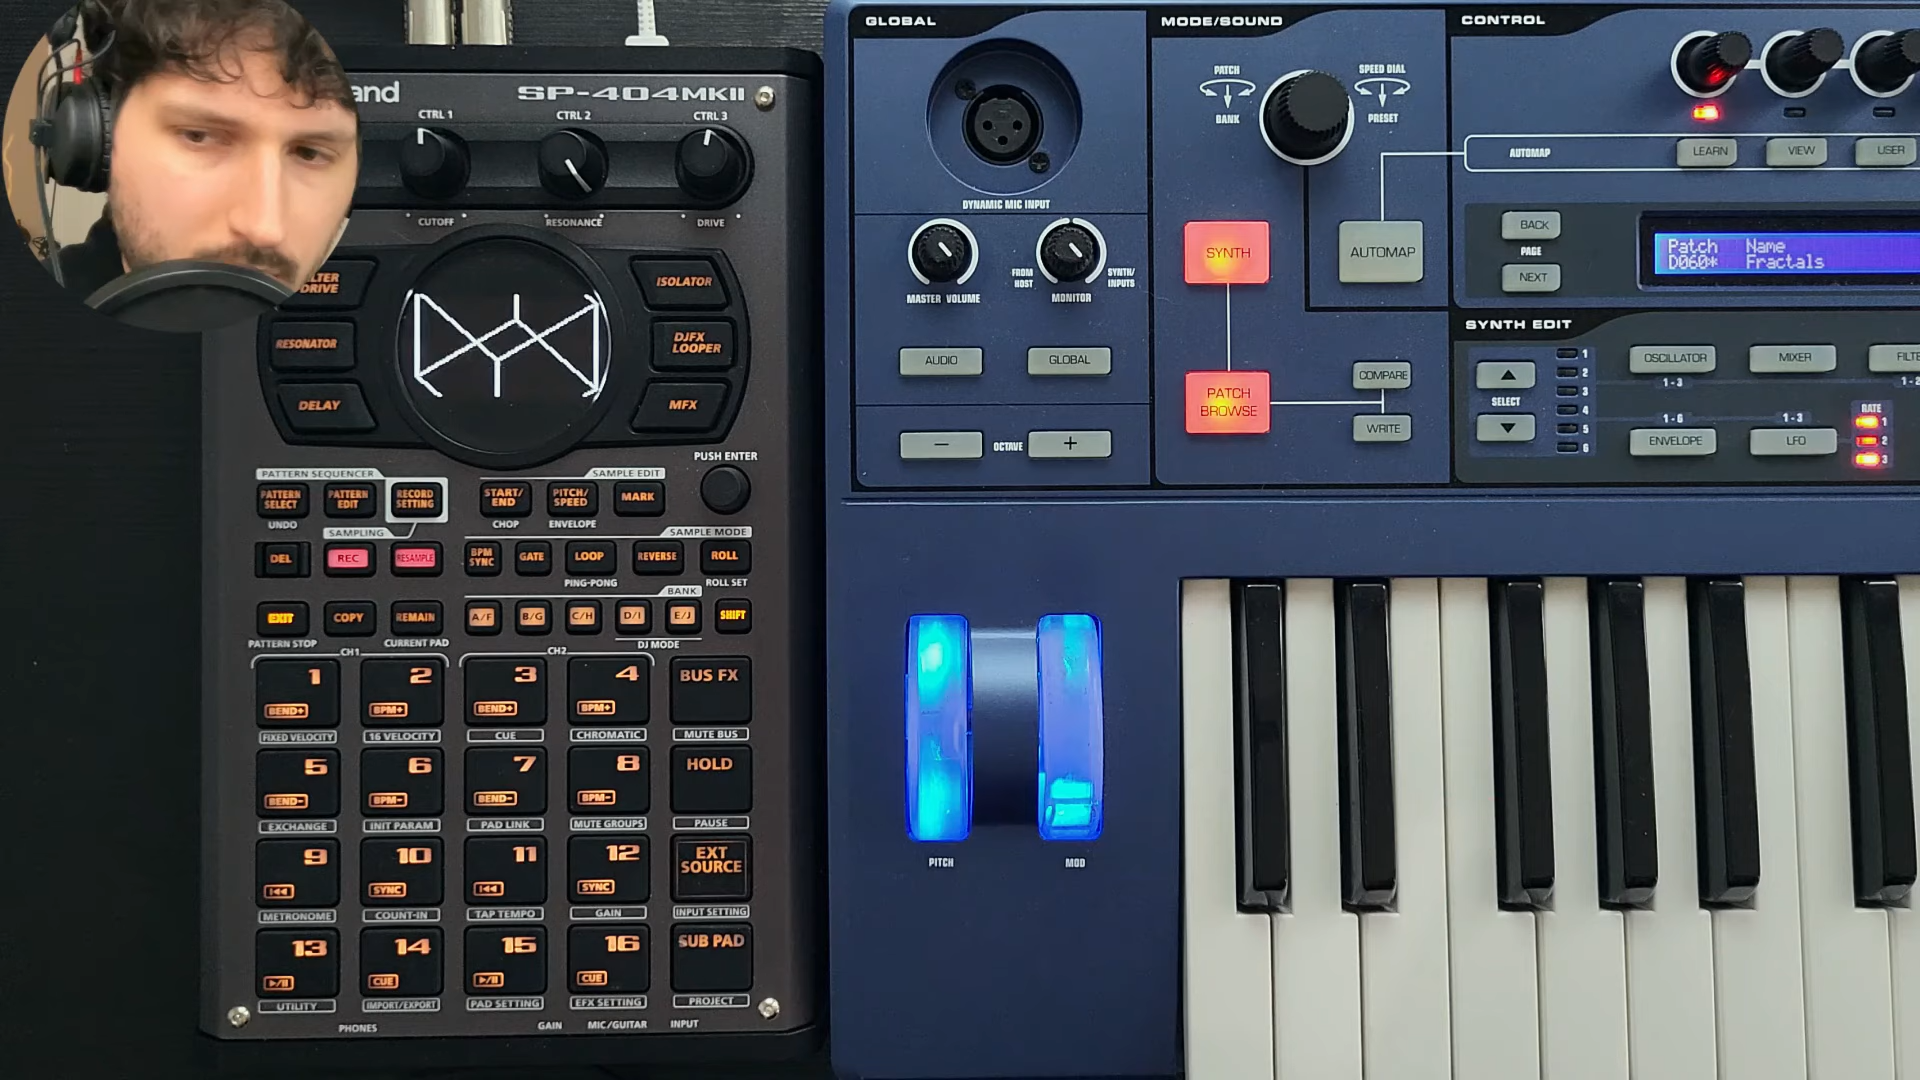 and
SP-404MKII
CTRL 1
CTRL 2
CTRL 3
CUTOFF
RESONANCE
DRIVE
DRIVE
RESONATOR
DELAY
ISOLATOR
DJFX
LOOPER
MFX
PUSH ENTER
PATTERN SEQUENCER
SAMPLE EDIT
PATTERN
SELECT
PATTERN
EDIT
RECORD
SETTING
START/
END
PITCH/
SPEED
MARK
UNDO
CHOP
ENVELOPE
SAMPLING
SAMPLE MODE
DEL
REC
RESAMPLE
BPM
SYNC
GATE
LOOP
REVERSE
ROLL
PING-PONG
ROLL SET
BANK
EXIT
COPY
REMAIN
A/F
B/G
C/H
D/I
E/J
SHIFT
PATTERN STOP
CURRENT PAD
DJ MODE
CH1
CH2
1
BEND+
2
BPM+
3
BEND+
4
BPM+
BUS FX
FIXED VELOCITY
16 VELOCITY
CUE
CHROMATIC
MUTE BUS
5
BEND-
6
BPM-
7
BEND-
8
BPM-
HOLD
EXCHANGE
INIT PARAM
PAD LINK
MUTE GROUPS
PAUSE
9
10
SYNC
11
12
SYNC
EXT
SOURCE
METRONOME
COUNT-IN
TAP TEMPO
GAIN
INPUT SETTING
13
14
CUE
15
16
CUE
SUB PAD
UTILITY
IMPORT/EXPORT
PAD SETTING
EFX SETTING
PROJECT
PHONES
GAIN
MIC/GUITAR
INPUT
GLOBAL
DYNAMIC MIC INPUT
MASTER VOLUME
FROM
HOST
MONITOR
SYNTH/
INPUTS
AUDIO
GLOBAL
−
OCTAVE
+
PITCH
MOD
MODE/SOUND
PATCH
BANK
SPEED DIAL
PRESET
SYNTH
AUTOMAP
PATCH
BROWSE
COMPARE
WRITE
CONTROL
AUTOMAP
LEARN
VIEW
USER
BACK
PAGE
NEXT
Patch Name
D060* Fractals
SYNTH EDIT
SELECT
1
2
3
4
5
6
OSCILLATOR
MIXER
FILTE
1-3
1-6
1-3
ENVELOPE
LFO
RATE
1
2
3